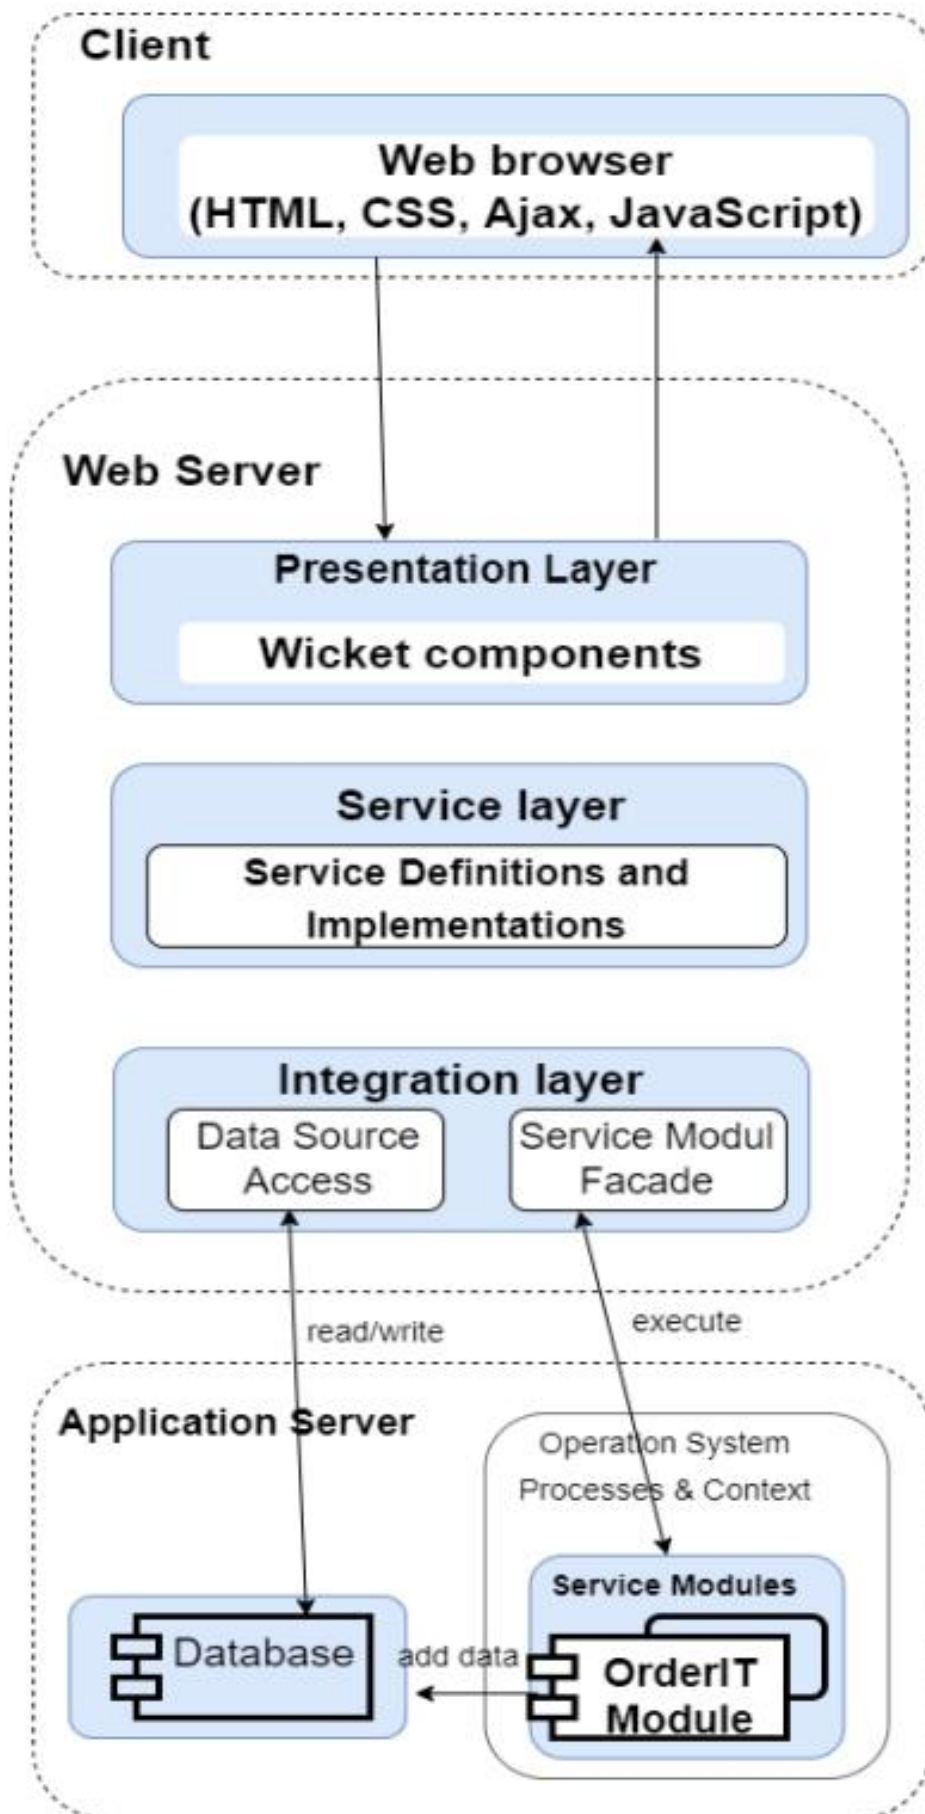 Client
Web browser
(HTML, CSS, Ajax, JavaScript)
Web Server
Presentation Layer
Wicket components
Service layer
Service Definitions and
Implementations
Integration layer
Data Source
Access
Service Modul
Facade
read/write
execute
Application Server
Operation System
Processes & Context
Service Modules
Database
add data
OrderIT
Module